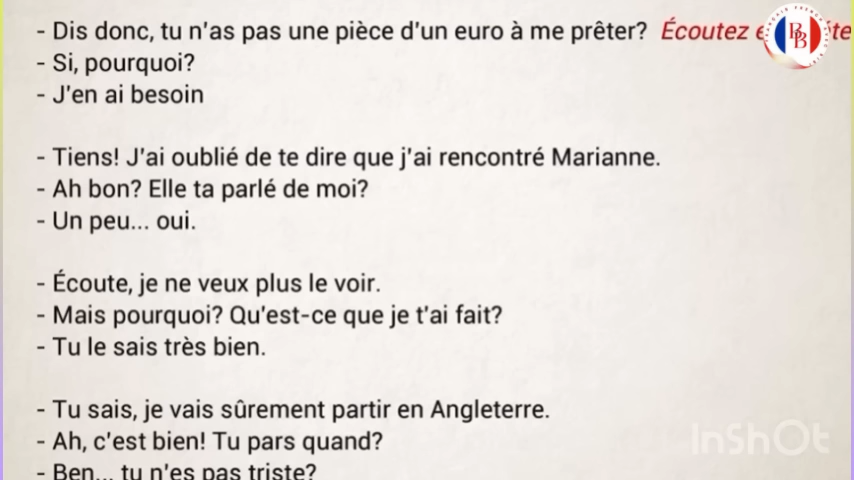 - Dis donc, tu n'as pas une pièce d'un euro à me prêter? Écoutez
- Si, pourquoi?
- J'en ai besoin
- Tiens! J'ai oublié de te dire que j'ai rencontré Marianne.
- Ah bon? Elle ta parlé de moi?
- Un peu... oui.
- Écoute, je ne veux plus le voir.
- Mais pourquoi? Qu'est-ce que je t'ai fait?
- Tu le sais très bien.
- Tu sais, je vais sûrement partir en Angleterre.
- Ah, c'est bien! Tu pars quand?
- Ben... tu n'es pas triste?
InShOt